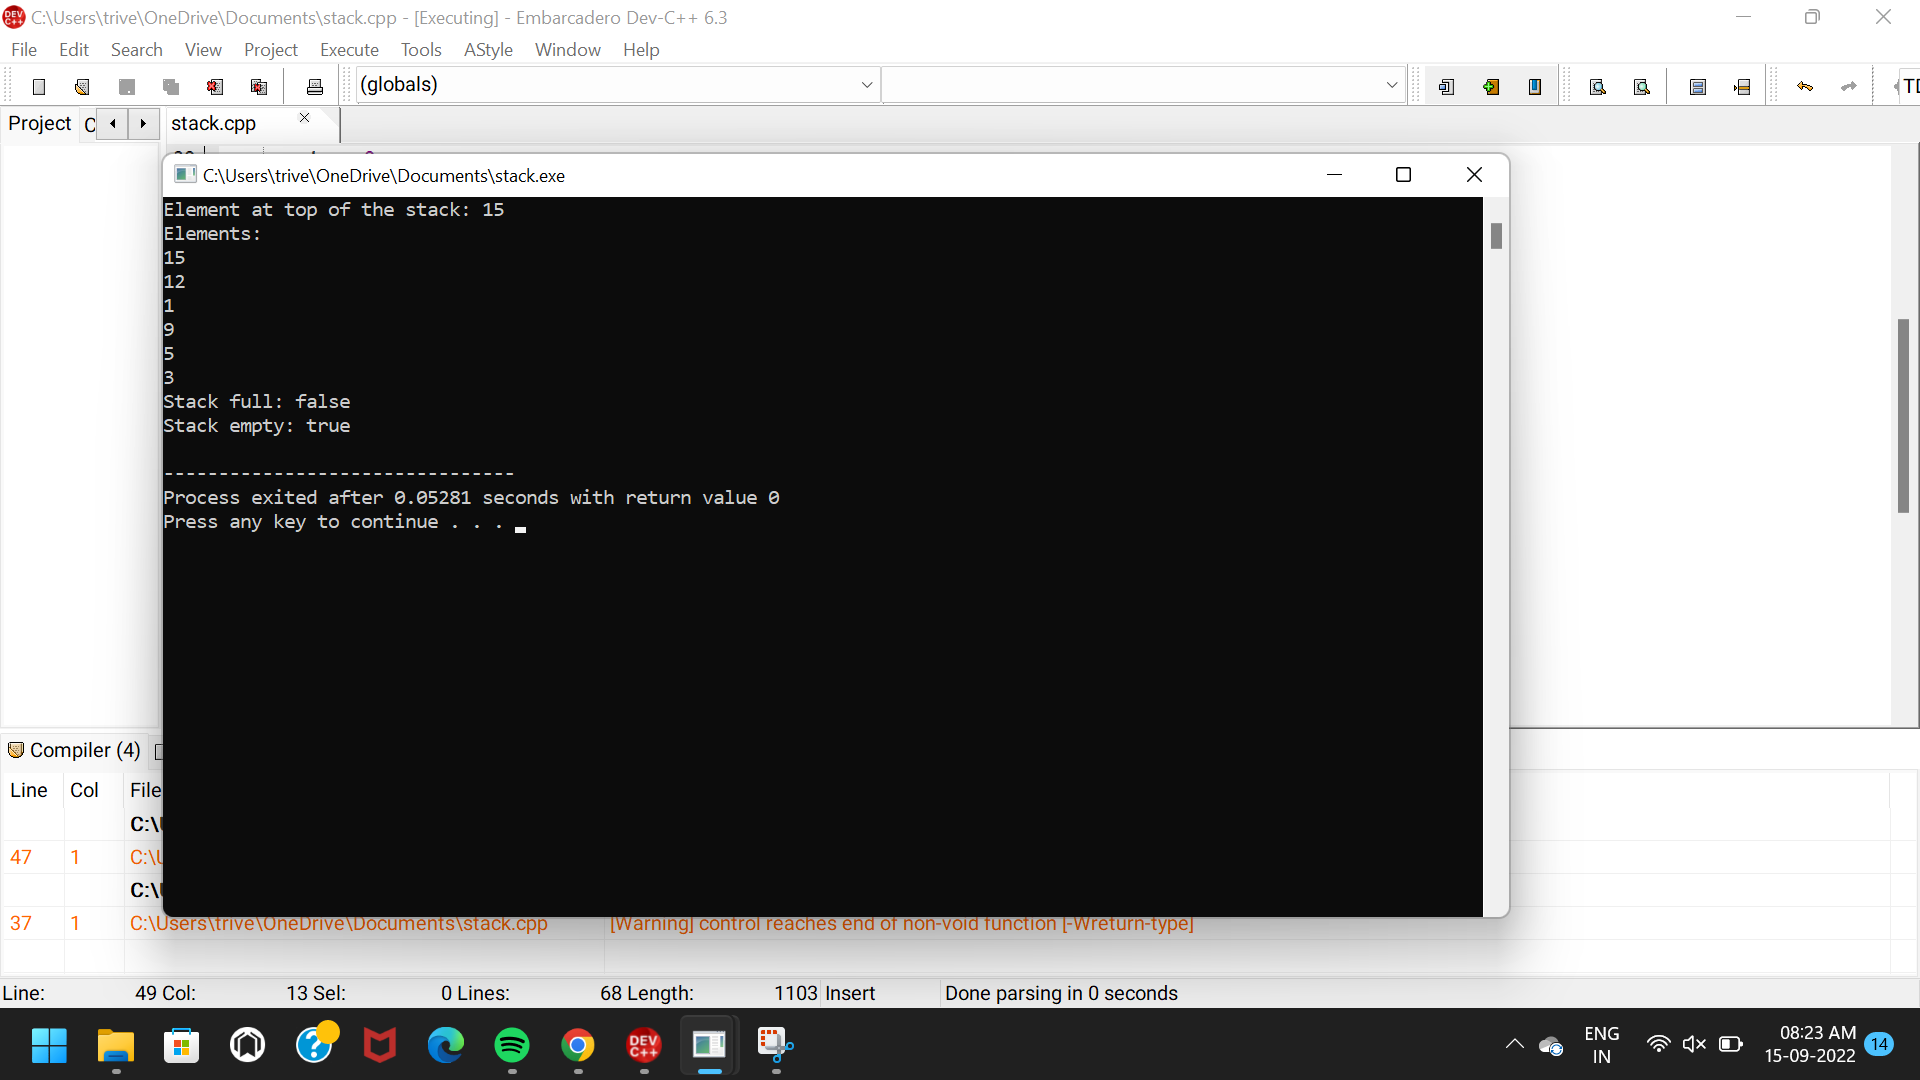 C:\Users\trive\OneDrive\Documents\stack.cpp - [Executing] - Embarcadero Dev-C++ 6.3
File Edit Search View Project Execute Tools AStyle Window Help
(globals)
Project stack.cpp
C:\Users\trive\OneDrive\Documents\stack.exe
Element at top of the stack: 15
Elements:
15
12
1
9
5
3
Stack full: false
Stack empty: true
--------------------------------
Process exited after 0.05281 seconds with return value 0
Press any key to continue . . .
Compiler (4)
Line Col File
C:\
47 1 C:\
C:\
37 1 C:\Users\trive\OneDrive\Documents\stack.cpp [Warning] control reaches end of non-void function [-Wreturn-type]
Line: 49 Col: 13 Sel: 0 Lines: 68 Length: 1103 Insert Done parsing in 0 seconds
DEV C++
ENG
IN
08:23 AM
15-09-2022
14